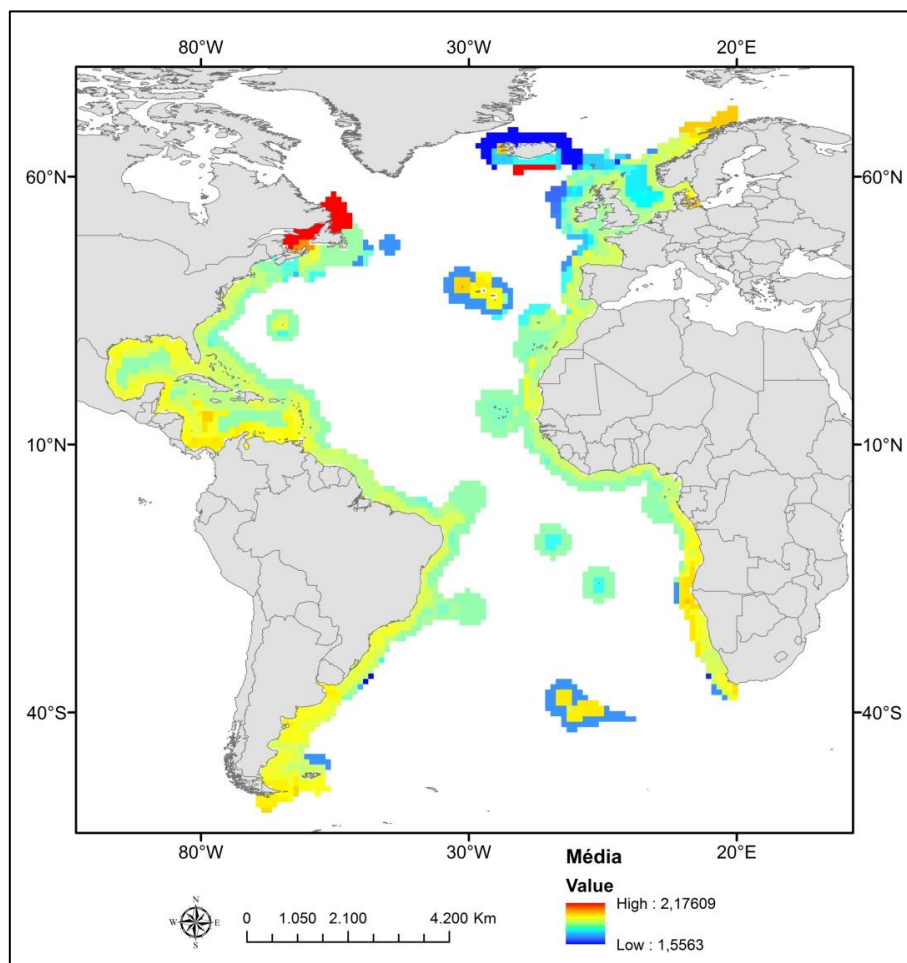 80°W 30°W 20°E
60°N 60°N
10°N 10°N
40°S 40°S
80°W 30°W 20°E
Média
Value
High : 2,17609
Low : 1,5563
N
W E
S
0 1.050 2.100 4.200 Km